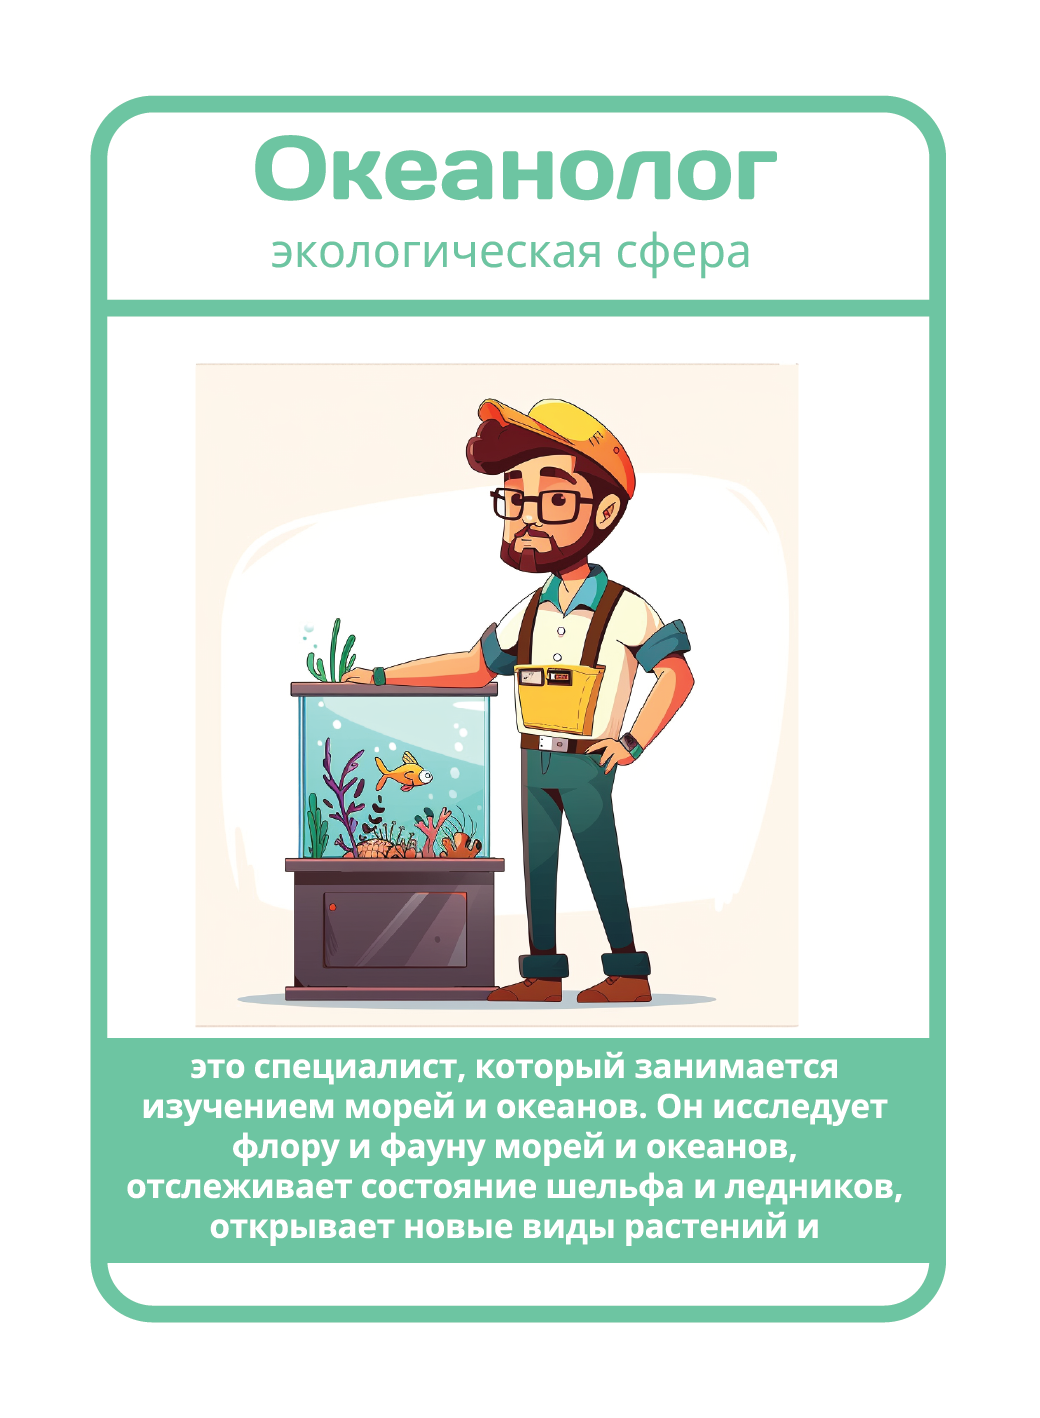 Океанолог
экологическая сфера
это специалист, который занимается
изучением морей и океанов. Он исследует
флору и фауну морей и океанов,
отслеживает состояние шельфа и ледников,
открывает новые виды растений и